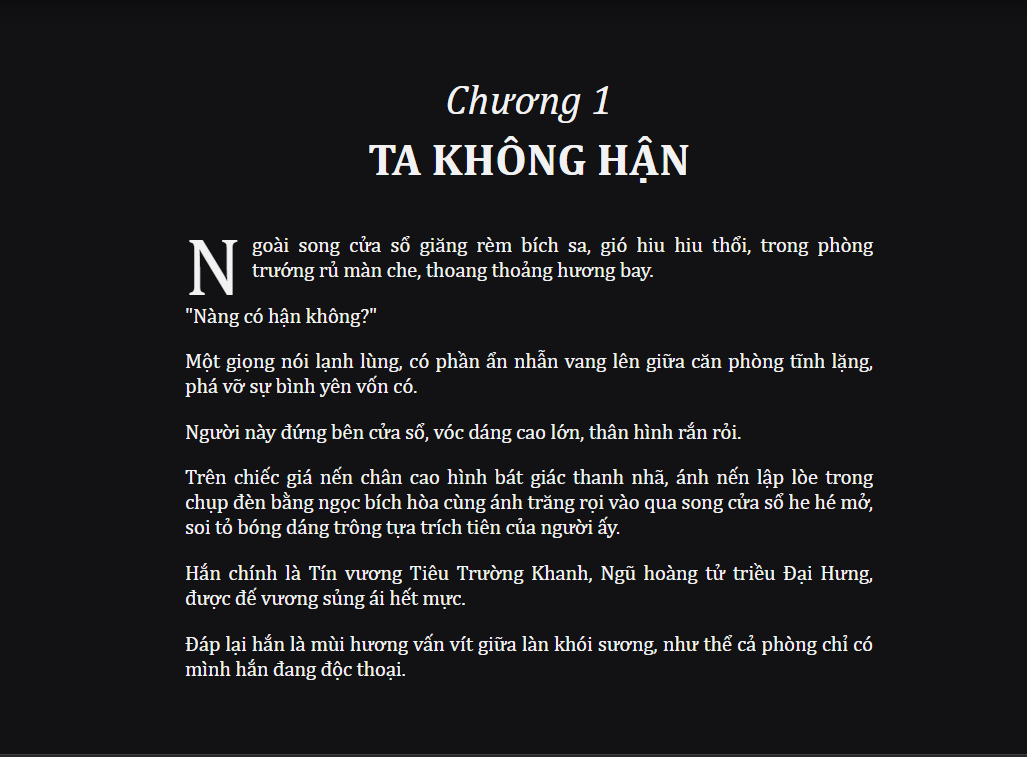 Chương 1
TA KHÔNG HẬN
Ngoài song cửa sổ giăng rèm bích sa, gió hiu hiu thổi, trong phòng
trướng rủ màn che, thoang thoảng hương bay.
"Nàng có hận không?"
Một giọng nói lạnh lùng, có phần ẩn nhẫn vang lên giữa căn phòng tĩnh lặng,
phá vỡ sự bình yên vốn có.
Người này đứng bên cửa sổ, vóc dáng cao lớn, thân hình rắn rỏi.
Trên chiếc giá nến chân cao hình bát giác thanh nhã, ánh nến lập lòe trong
chụp đèn bằng ngọc bích hòa cùng ánh trăng rọi vào qua song cửa sổ he hé mở,
soi tỏ bóng dáng trông tựa trích tiên của người ấy.
Hắn chính là Tín vương Tiêu Trường Khanh, Ngũ hoàng tử triều Đại Hưng,
được đế vương sủng ái hết mực.
Đáp lại hắn là mùi hương vấn vít giữa làn khói sương, như thể cả phòng chỉ có
mình hắn đang độc thoại.